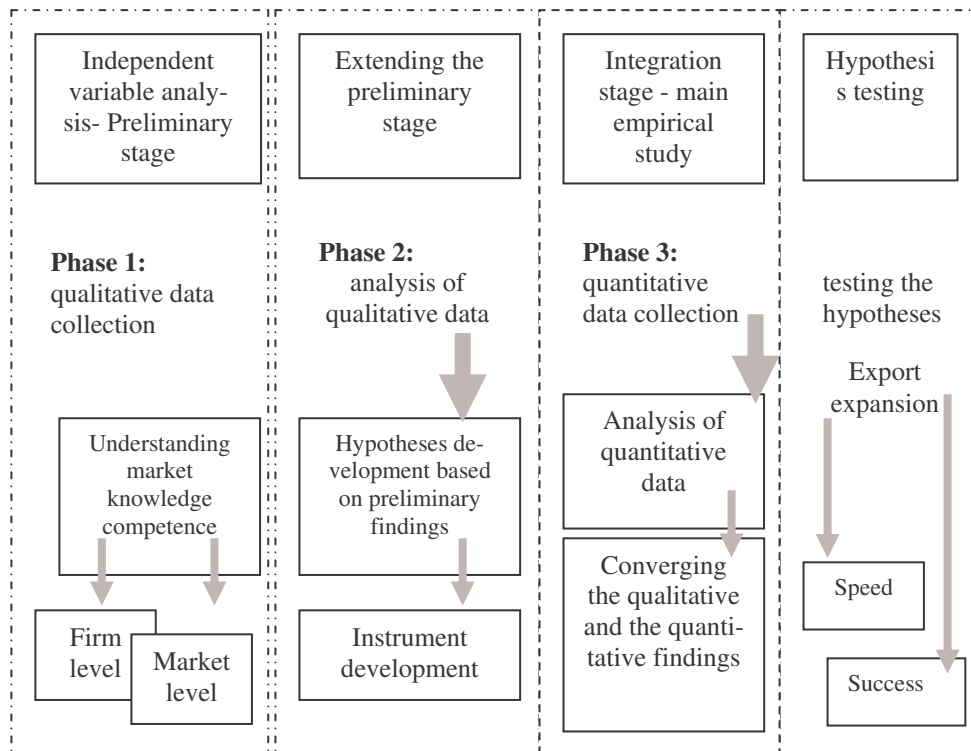 Independent
variable analy-
sis- Preliminary
stage
Extending the
preliminary
stage
Integration
stage - main
empirical
study
Hypothesi
s testing
Phase 1:
qualitative data
collection
Phase 2:
analysis of
qualitative data
Phase 3:
quantitative
data collection
testing the
hypotheses
Export
expansion
Understanding
market
knowledge
competence
Hypotheses de-
velopment based
on preliminary
findings
Analysis of
quantitative
data
Converging
the qualitative
and the quanti-
tative findings
Firm
level
Market
level
Instrument
development
Speed
Success